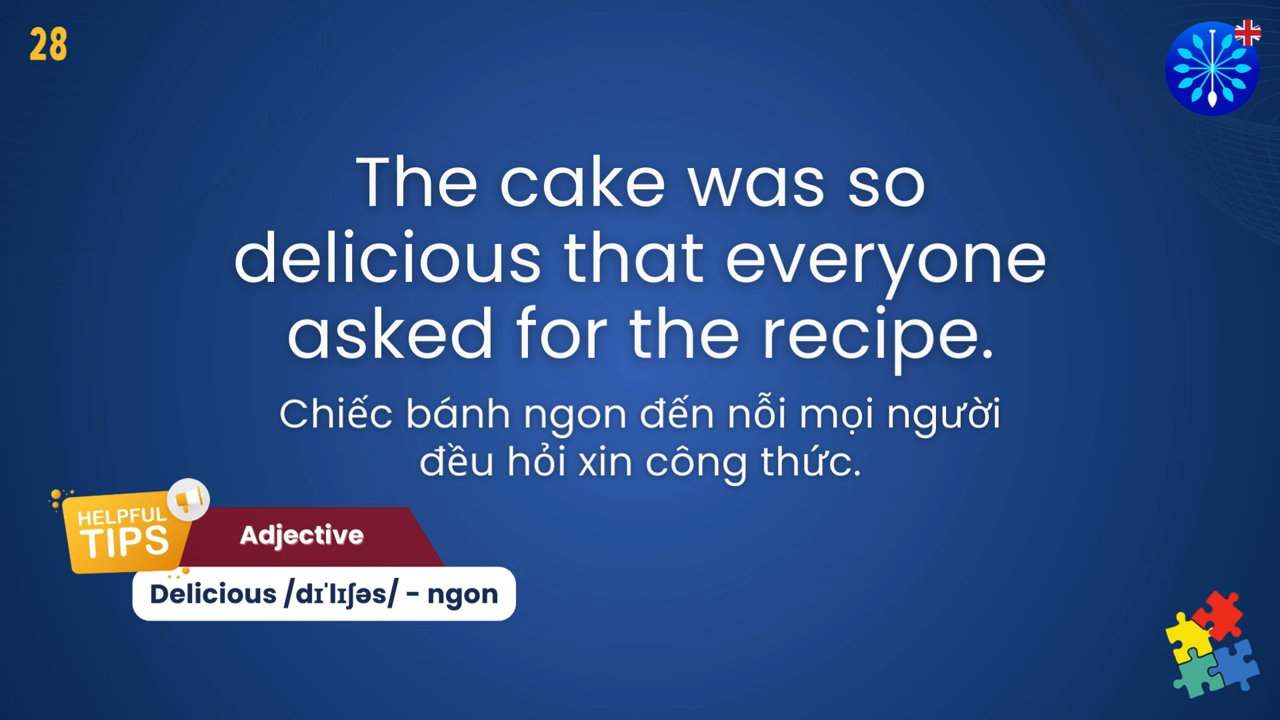 28
The cake was so
delicious that everyone
asked for the recipe.
Chiếc bánh ngon đến nỗi mọi người
đều hỏi xin công thức.
HELPFUL
TIPS
Adjective
Delicious /dɪˈlɪʃəs/ - ngon